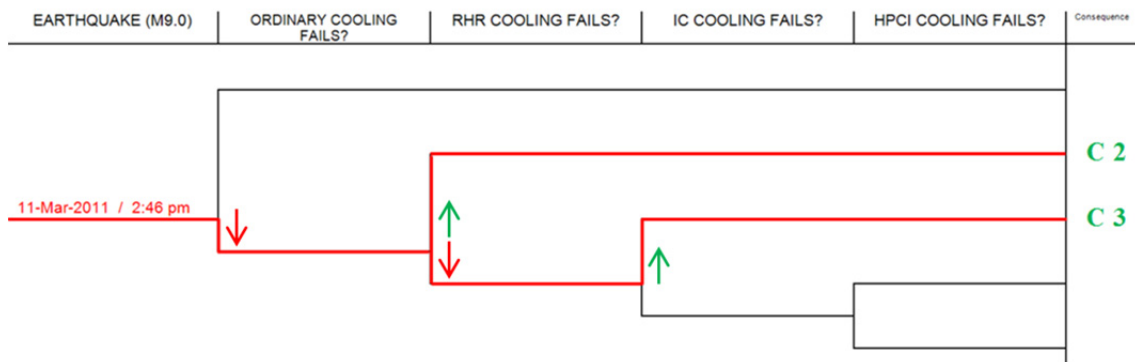 EARTHQUAKE (M9.0)
ORDINARY COOLING
FAILS?
RHR COOLING FAILS?
IC COOLING FAILS?
HPCI COOLING FAILS?
Consequence
C 2
11-Mar-2011 / 2:46 pm
C 3